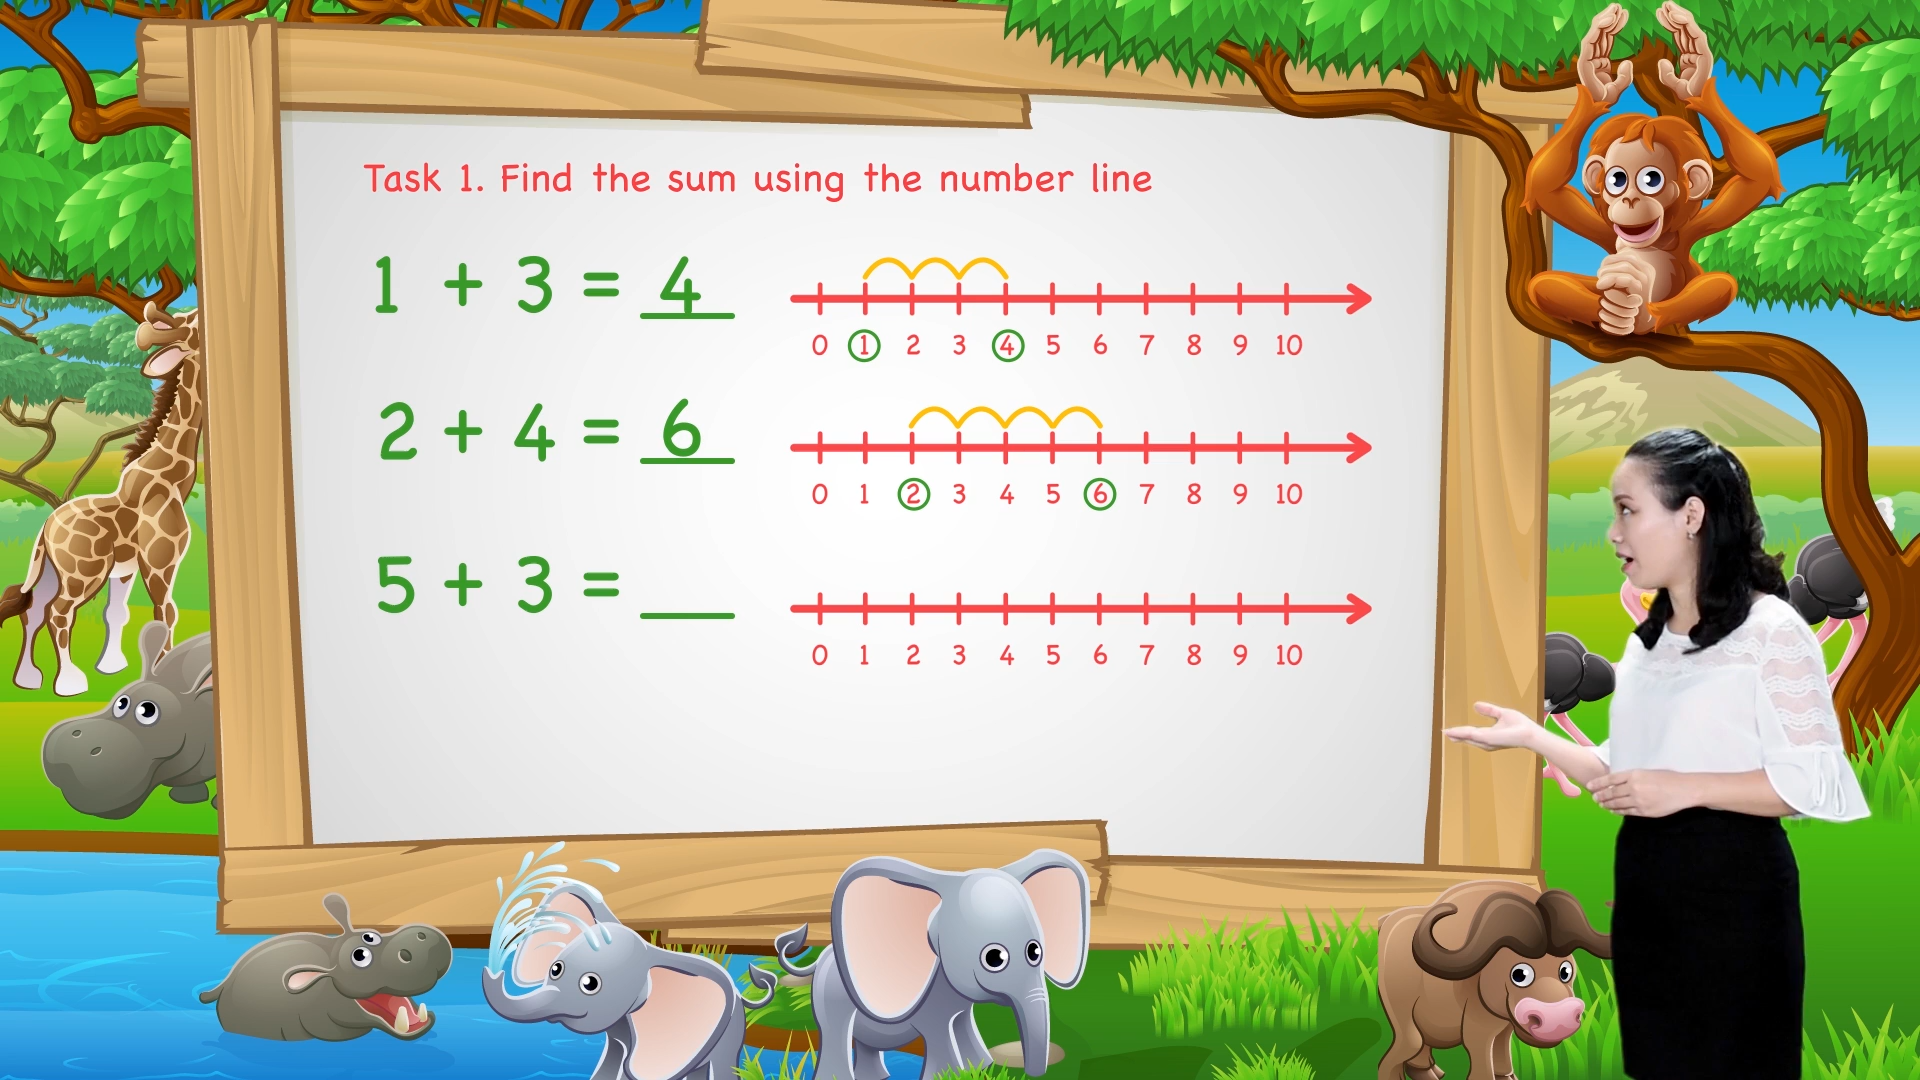 Task 1. Find the sum using the number line
1 + 3 = 4
0 1 2 3 4 5 6 7 8 9 10
2 + 4 = 6
0 1 2 3 4 5 6 7 8 9 10
5 + 3 = __
0 1 2 3 4 5 6 7 8 9 10